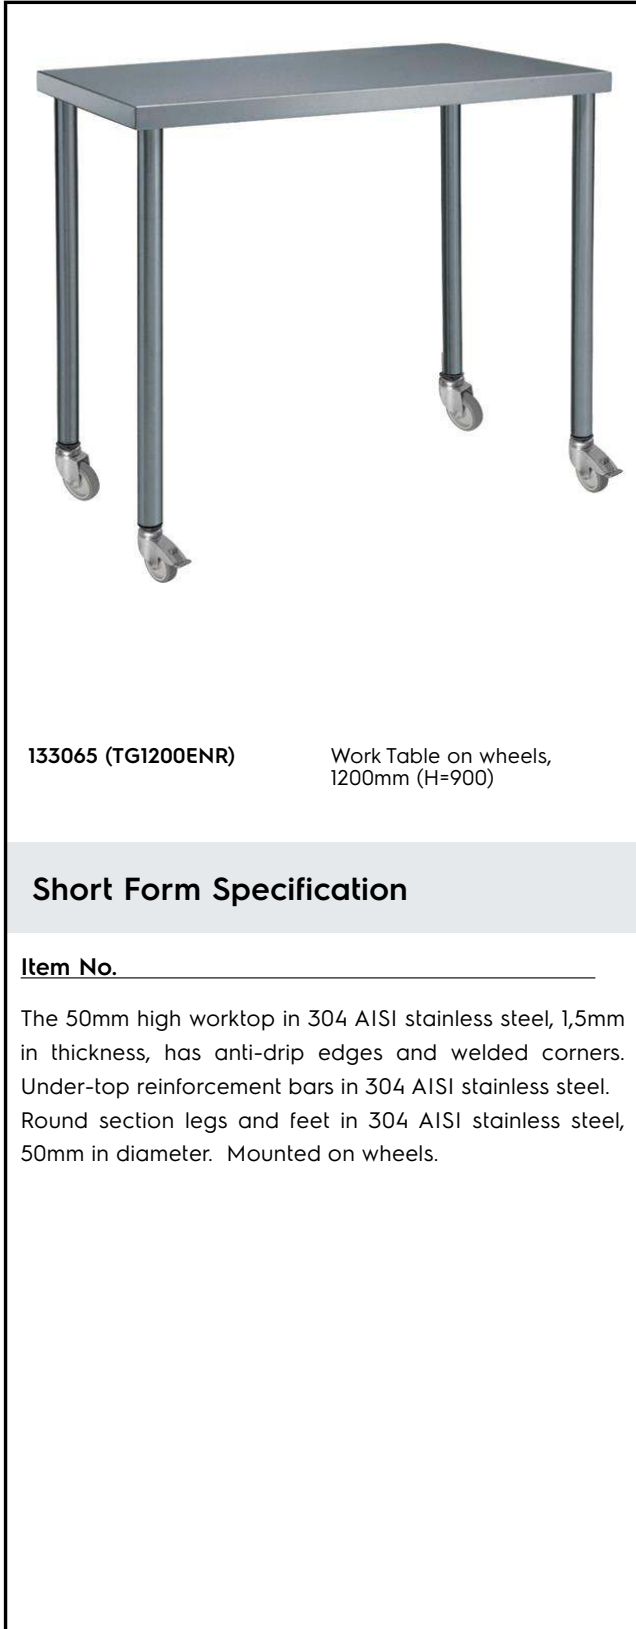 133065 (TG1200ENR)
Work Table on wheels,
1200mm (H=900)
Short Form Specification
Item No.
The 50mm high worktop in 304 AISI stainless steel, 1,5mm
in thickness, has anti-drip edges and welded corners.
Under-top reinforcement bars in 304 AISI stainless steel.
Round section legs and feet in 304 AISI stainless steel,
50mm in diameter.  Mounted on wheels.